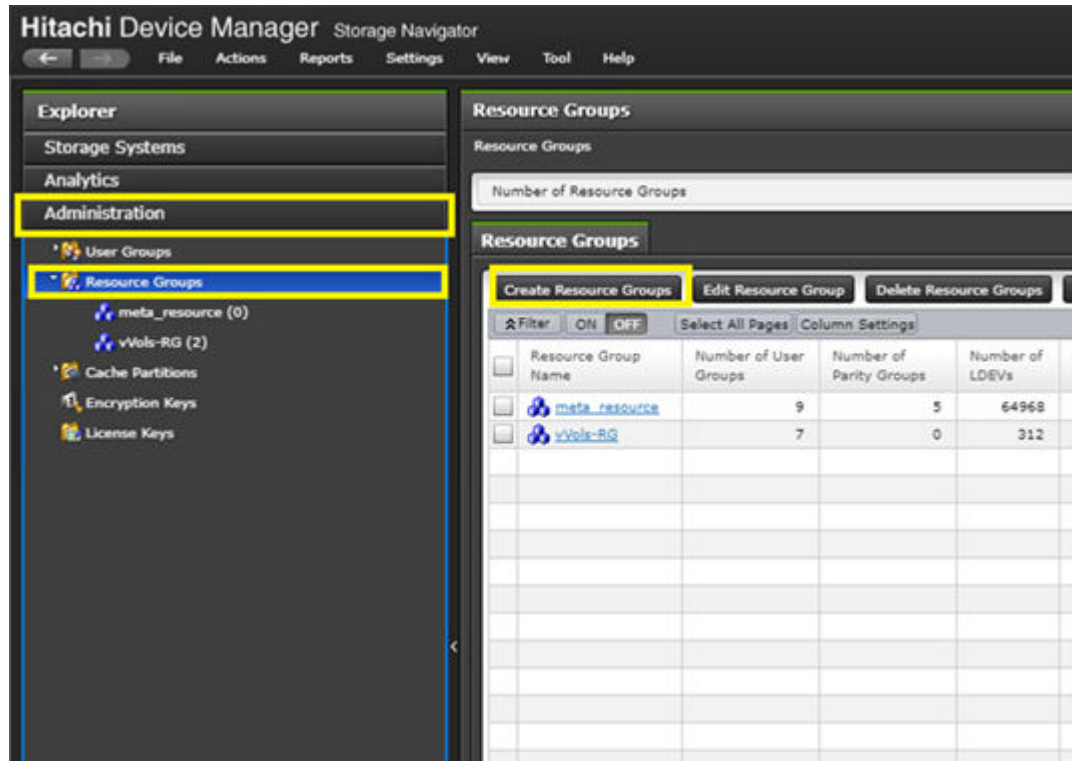 Hitachi Device Manager Storage Navigator
File Actions Reports Settings View Tool Help
Explorer
Storage Systems
Analytics
Administration
User Groups
Resource Groups
meta_resource (0)
vVols-RG (2)
Cache Partitions
Encryption Keys
License Keys
Resource Groups
Resource Groups
Number of Resource Groups
Resource Groups
Create Resource Groups Edit Resource Group Delete Resource Groups
Filter ON OFF Select All Pages Column Settings
Resource Group Name Number of User Groups Number of Parity Groups Number of LDEVs
meta_resource 9 5 64968
vVols-RG 7 0 312